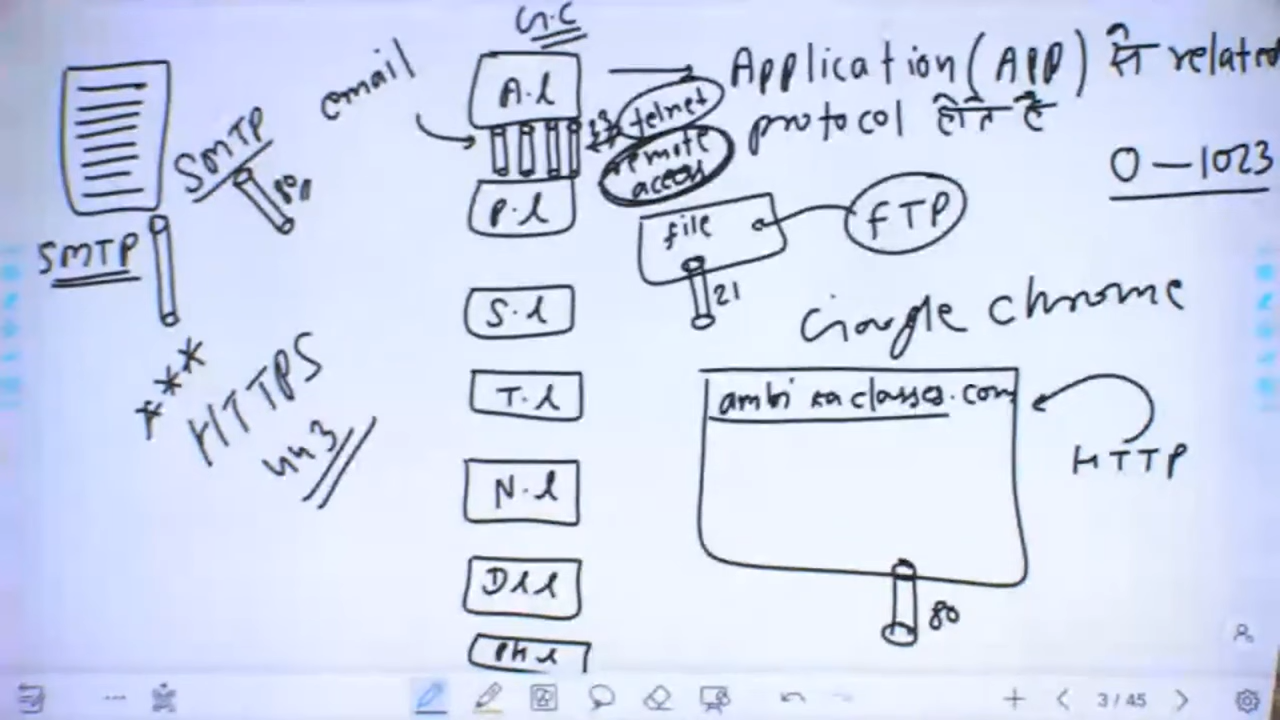 G.C
email
A.l
Application (APP) से related
protocol होते है
telnet
remote
access
0-1023
SMTP
P.l
file
FTP
21
SMTP
S.l
Google chrome
***
HTTPS
443
T.l
ambikaclasses.com
HTTP
N.l
Dll
80
Ph l
3 / 45